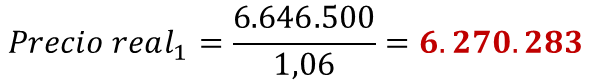 Precio real₁ = 6.646.500 / 1,06 = 6.270.283